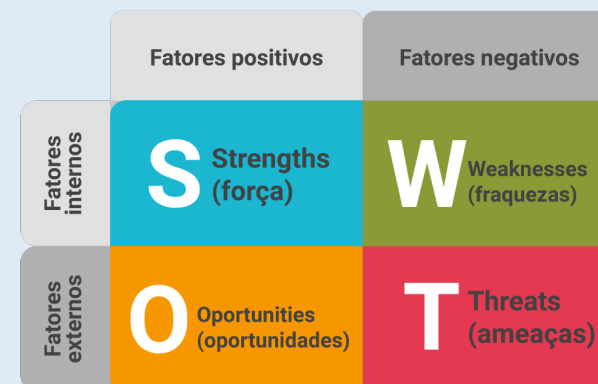 Fatores positivos
Fatores negativos
Fatores
internos
S
Strengths
(força)
W
Weaknesses
(fraquezas)
Fatores
externos
O
Oportunities
(oportunidades)
T
Threats
(ameaças)